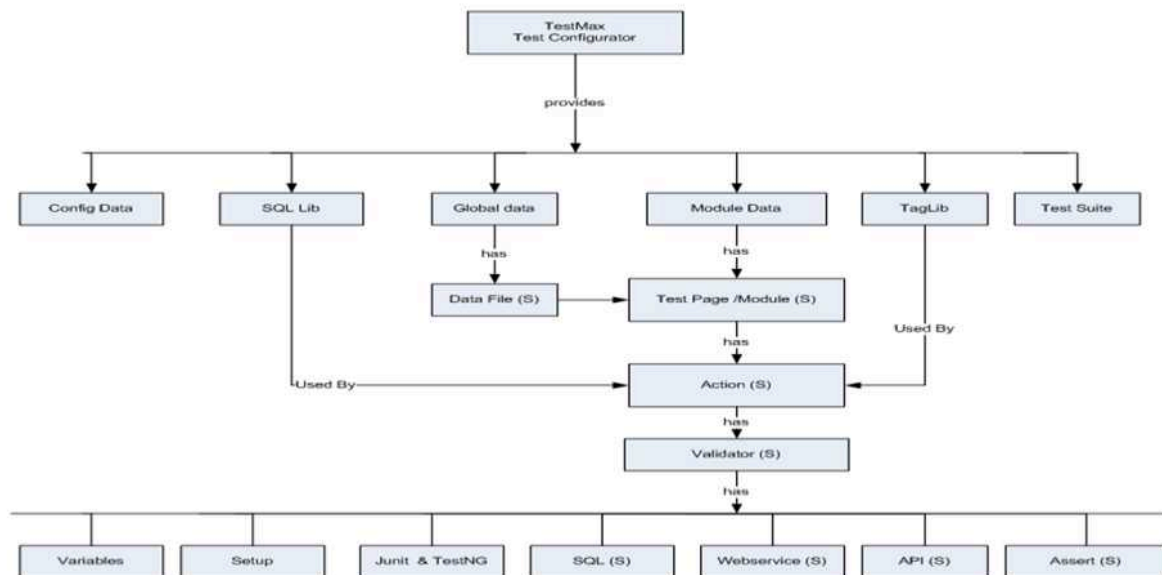 TestMax
Test Configurator
provides
Config Data
SQL Lib
Global data
Module Data
TagLib
Test Suite
has
has
Data File (S)
Test Page /Module (S)
Used By
has
Used By
Action (S)
has
Validator (S)
has
Variables
Setup
Junit & TestNG
SQL (S)
Webservice (S)
API (S)
Assert (S)